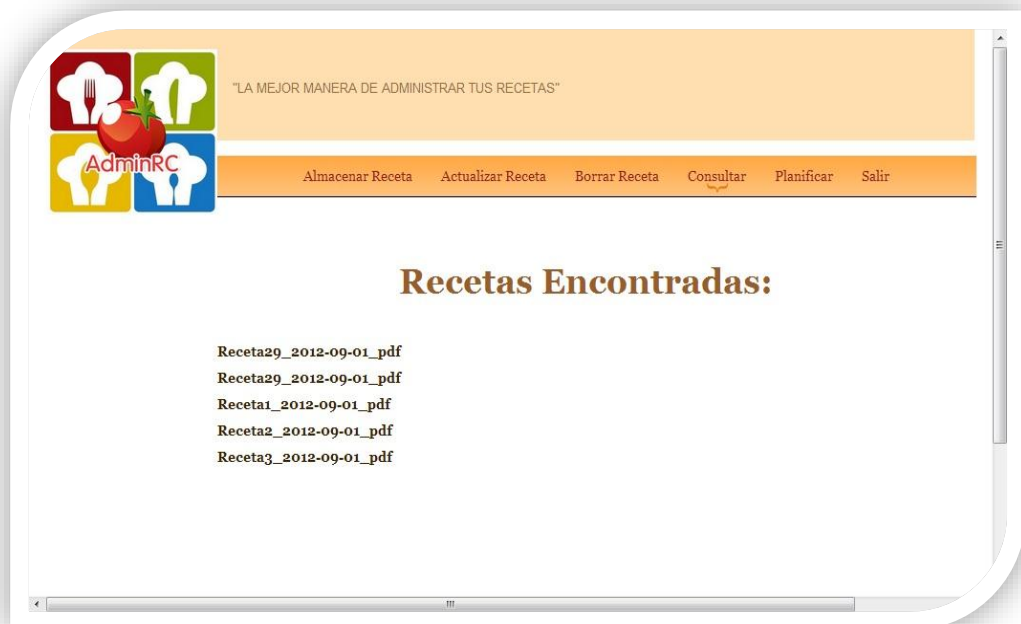 "LA MEJOR MANERA DE ADMINISTRAR TUS RECETAS"
AdminRC
Almacenar Receta Actualizar Receta Borrar Receta Consultar Planificar Salir
Recetas Encontradas:
Receta29_2012-09-01_pdf
Receta29_2012-09-01_pdf
Receta1_2012-09-01_pdf
Receta2_2012-09-01_pdf
Receta3_2012-09-01_pdf